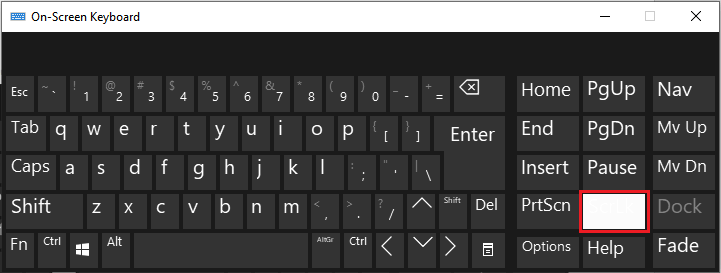 On-Screen Keyboard
Esc ~ ` ! 1 @ 2 # 3 $ 4 % 5 ^ 6 & 7 * 8 ( 9 ) 0 _ - + = Home PgUp Nav
Tab q w e r t y u i o p { [ } ] Enter End PgDn Mv Up
Caps a s d f g h j k l : ; " ' | \ Insert Pause Mv Dn
Shift z x c v b n m < , > . ? / Shift Del PrtScn Dock
Fn Ctrl Alt AltGr Ctrl Options Help Fade